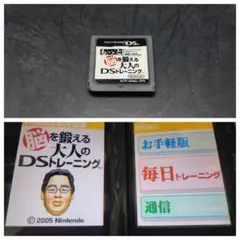 NINTENDO DS
脳を鍛える
大人の
DSトレーニング
脳を鍛える
大人の
DSトレーニング
©2005 Nintendo
お手軽版
毎日トレーニング
通信